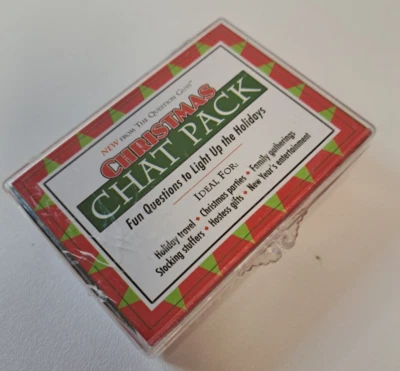 NEW FROM THE QUESTION GUYS™
CHRISTMAS
CHAT PACK
Fun Questions to Light Up the Holidays
IDEAL FOR:
Holiday travel • Christmas parties • Family gatherings
Stocking stuffers • Hostess gifts • New Year's entertainment